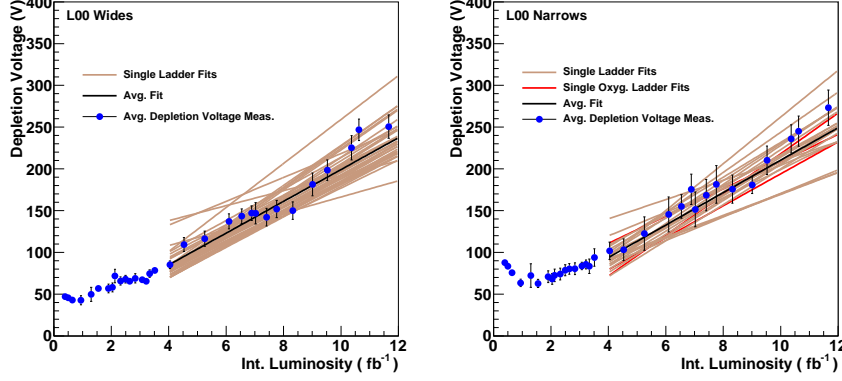 L00 Wides
Depletion Voltage (V)
400
350
300
250
200
150
100
50
0
Single Ladder Fits
Avg. Fit
Avg. Depletion Voltage Meas.
0 2 4 6 8 10 12
Int. Luminosity ( fb-1)
L00 Narrows
Depletion Voltage (V)
400
350
300
250
200
150
100
50
0
Single Ladder Fits
Single Oxyg. Ladder Fits
Avg. Fit
Avg. Depletion Voltage Meas.
0 2 4 6 8 10 12
Int. Luminosity ( fb-1)